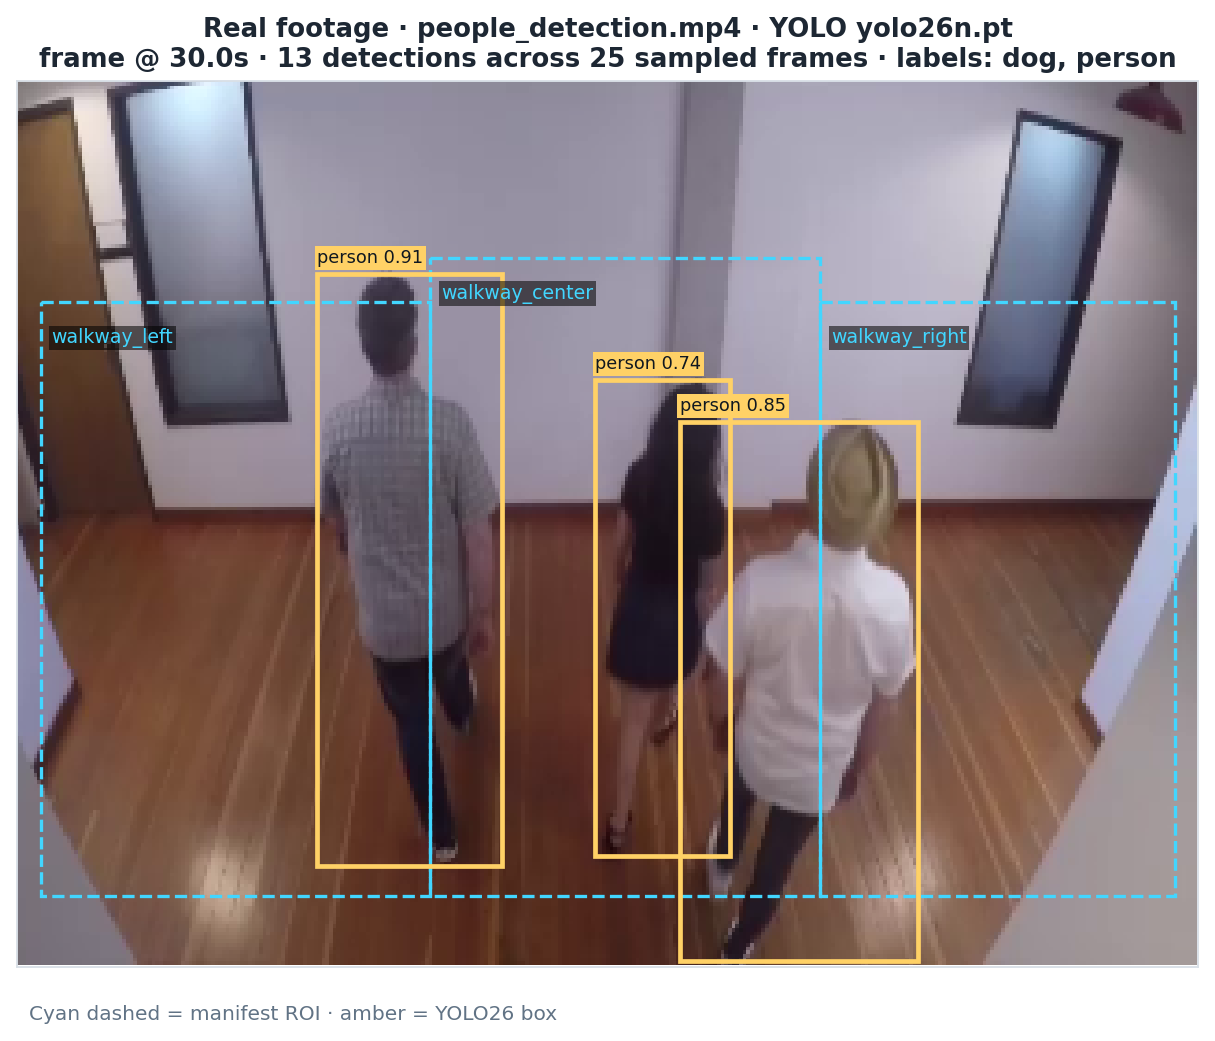 Real footage · people_detection.mp4 · YOLO yolo26n.pt
frame @ 30.0s · 13 detections across 25 sampled frames · labels: dog, person
person 0.91
walkway_center
walkway_left
walkway_right
person 0.74
person 0.85
Cyan dashed = manifest ROI · amber = YOLO26 box